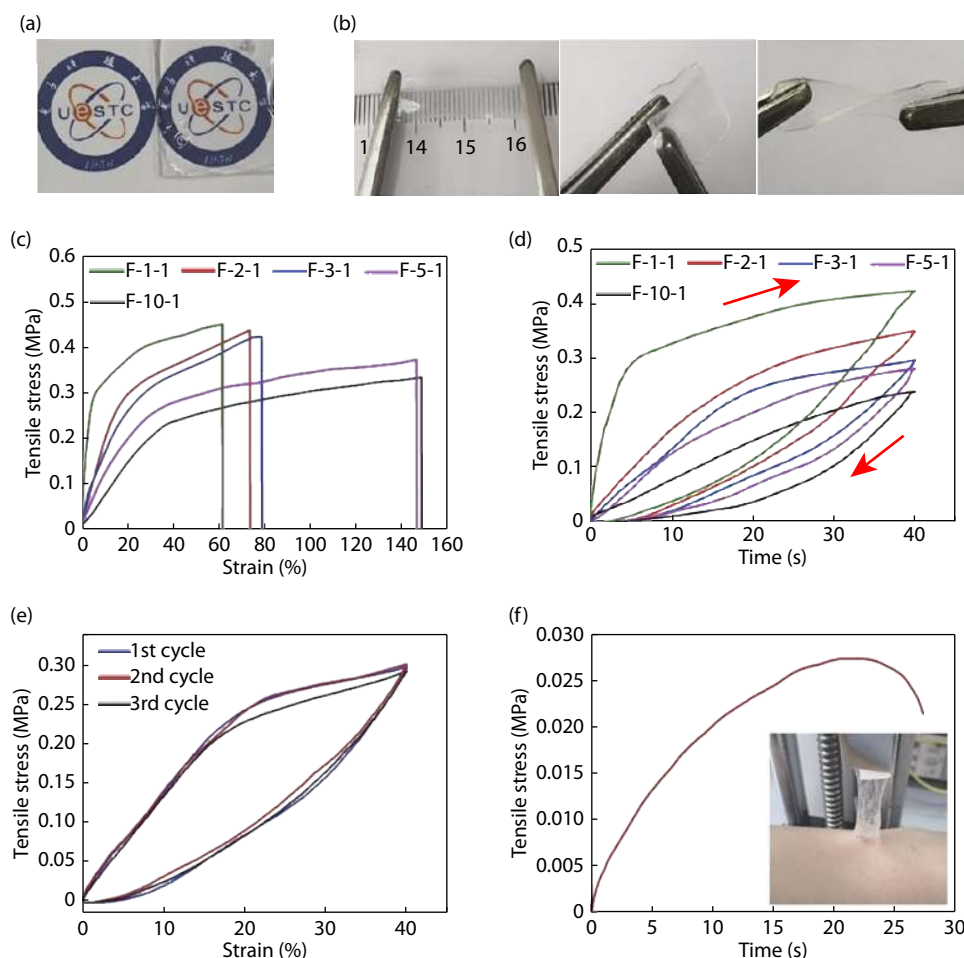 (a)
UeSTC
1956
UeSTC
1956
(b)
1 14 15 16
(c)
0.6
0.5
0.4
0.3
0.2
0.1
0
Tensile stress (MPa)
F-1-1 F-2-1 F-3-1 F-5-1
F-10-1
0 20 40 60 80 100 120 140 160
Strain (%)
(d)
0.5
0.4
0.3
0.2
0.1
0
Tensile stress (MPa)
F-1-1 F-2-1 F-3-1 F-5-1
F-10-1
0 10 20 30 40
Time (s)
(e)
0.30
0.25
0.20
0.15
0.10
0.05
0
Tensile stress (MPa)
1st cycle
2nd cycle
3rd cycle
0 10 20 30 40
Strain (%)
(f)
0.030
0.025
0.020
0.015
0.010
0.005
0
Tensile stress (MPa)
0 5 10 15 20 25 30
Time (s)